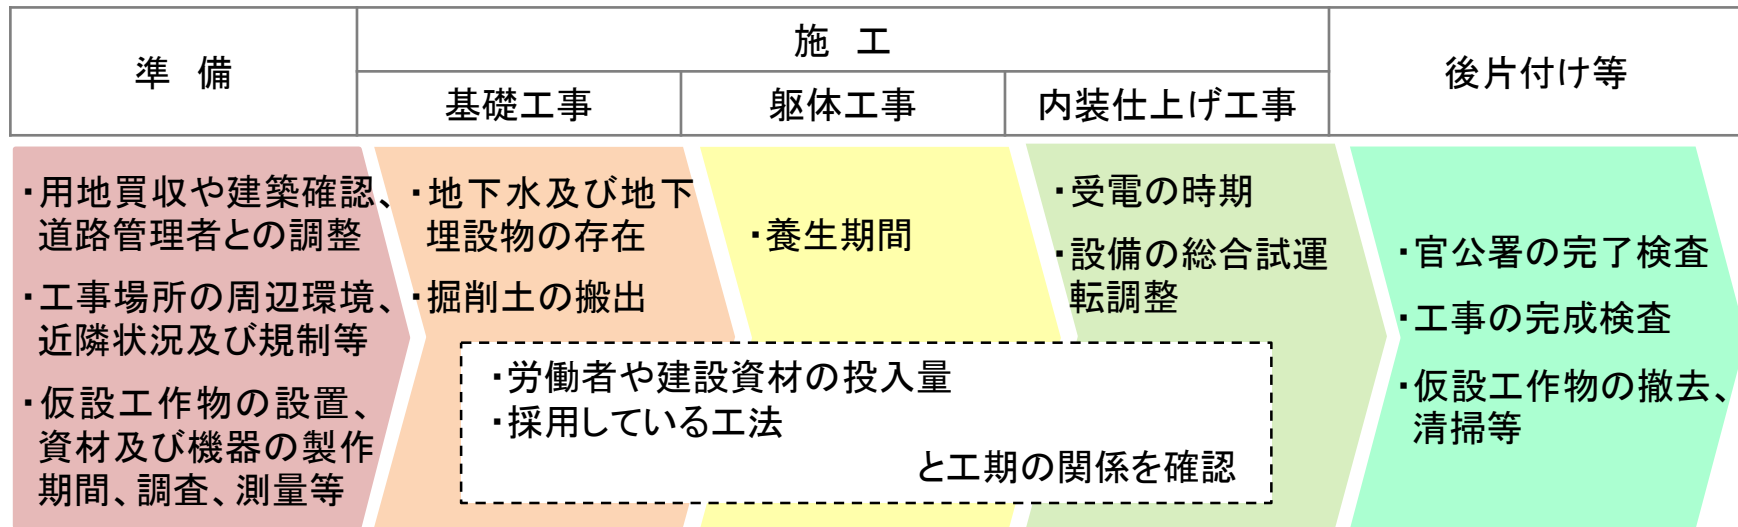 準 備
施 工
基礎工事
躯体工事
内装仕上げ工事
後片付け等
・用地買収や建築確認、
道路管理者との調整
・工事場所の周辺環境、
近隣状況及び規制等
・仮設工作物の設置、
資材及び機器の製作
期間、調査、測量等
・地下水及び地下
埋設物の存在
・掘削土の搬出
・養生期間
・受電の時期
・設備の総合試運
転調整
・労働者や建設資材の投入量
・採用している工法
と工期の関係を確認
・官公署の完了検査
・工事の完成検査
・仮設工作物の撤去、
清掃等